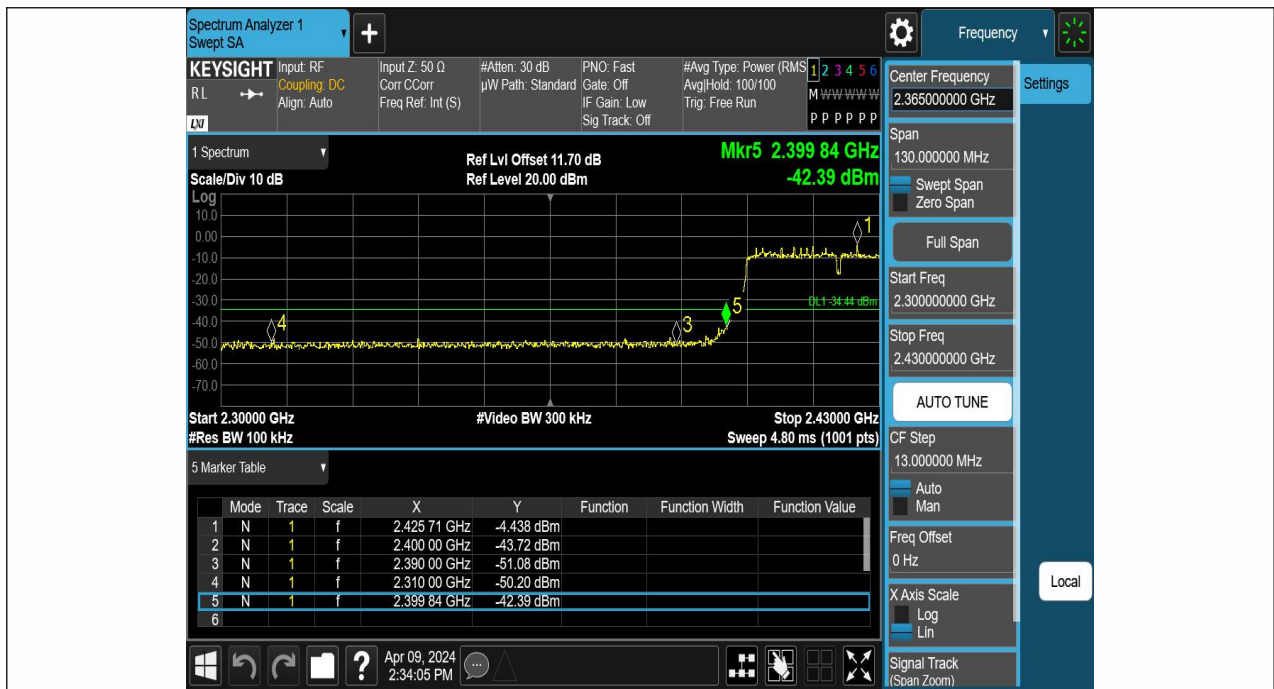 Spectrum Analyzer 1
Swept SA
+
Frequency
KEYSIGHT
RL
LXI
Input: RF
Coupling: DC
Align: Auto
Input Z: 50 Ω
Corr CCorr
Freq Ref: Int (S)
#Atten: 30 dB
µW Path: Standard
PNO: Fast
Gate: Off
IF Gain: Low
Sig Track: Off
#Avg Type: Power (RMS
Avg|Hold: 100/100
Trig: Free Run
1 2 3 4 5 6
M W W W W W
P P P P P P
1 Spectrum
Scale/Div 10 dB
Ref Lvl Offset 11.70 dB
Ref Level 20.00 dBm
Mkr5 2.399 84 GHz
-42.39 dBm
Log
10.0
0.00
-10.0
-20.0
-30.0
-40.0
-50.0
-60.0
-70.0
1
DL1 -34.44 dBm
5
4
3
Start 2.30000 GHz
#Video BW 300 kHz
Stop 2.43000 GHz
#Res BW 100 kHz
Sweep 4.80 ms (1001 pts)
5 Marker Table
Mode Trace Scale X Y Function Function Width Function Value
1 N 1 f 2.425 71 GHz -4.438 dBm
2 N 1 f 2.400 00 GHz -43.72 dBm
3 N 1 f 2.390 00 GHz -51.08 dBm
4 N 1 f 2.310 00 GHz -50.20 dBm
5 N 1 f 2.399 84 GHz -42.39 dBm
6
?
Apr 09, 2024
2:34:05 PM
Center Frequency
2.365000000 GHz
Settings
Span
130.000000 MHz
Swept Span
Zero Span
Full Span
Start Freq
2.300000000 GHz
Stop Freq
2.430000000 GHz
AUTO TUNE
CF Step
13.000000 MHz
Auto
Man
Freq Offset
0 Hz
Local
X Axis Scale
Log
Lin
Signal Track
(Span Zoom)